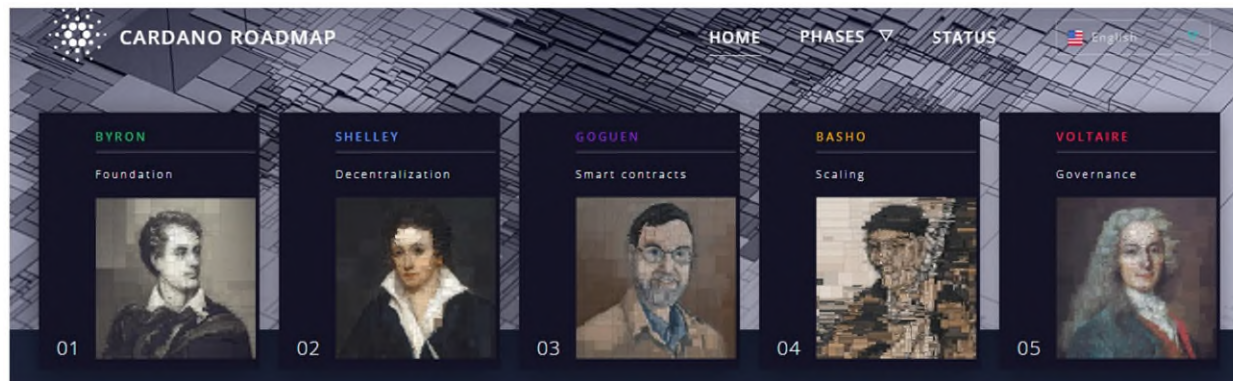 CARDANO ROADMAP
HOME PHASES STATUS English
BYRON
Foundation
01
SHELLEY
Decentralization
02
GOGUEN
Smart contracts
03
BASHO
Scaling
04
VOLTAIRE
Governance
05